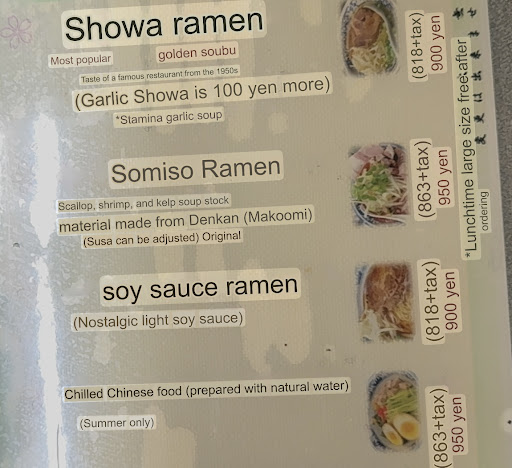 Showa ramen
Most popular
golden soubu
Taste of a famous restaurant from the 1950s
(Garlic Showa is 100 yen more)
*Stamina garlic soup
(818+tax)
900 yen
Somiso Ramen
Scallop, shrimp, and kelp soup stock
material made from Denkan (Makoomi)
(Susa can be adjusted) Original
(863+tax)
950 yen
soy sauce ramen
(Nostalgic light soy sauce)
(818+tax)
900 yen
Chilled Chinese food (prepared with natural water)
(Summer only)
(863+tax)
950 yen
*Lunchtime large size free:after
ordering